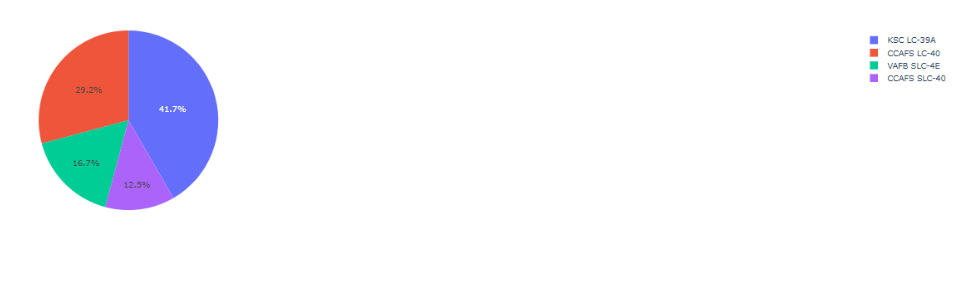 KSC LC-39A
CCAFS LC-40
VAFB SLC-4E
CCAFS SLC-40
29.2%
41.7%
16.7%
12.5%